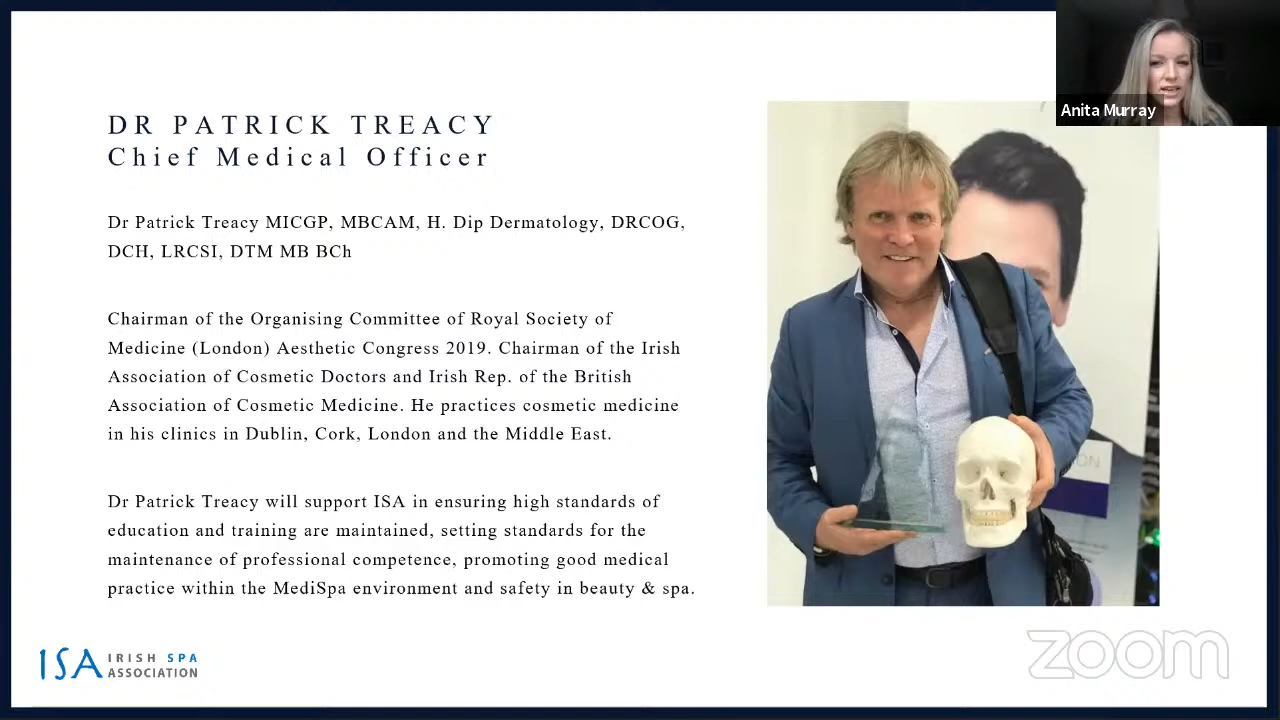 Anita Murray
DR PATRICK TREACY
Chief Medical Officer
Dr Patrick Treacy MICGP, MBCAM, H. Dip Dermatology, DRCOG,
DCH, LRCSI, DTM MB BCh
Chairman of the Organising Committee of Royal Society of
Medicine (London) Aesthetic Congress 2019. Chairman of the Irish
Association of Cosmetic Doctors and Irish Rep. of the British
Association of Cosmetic Medicine. He practices cosmetic medicine
in his clinics in Dublin, Cork, London and the Middle East.
Dr Patrick Treacy will support ISA in ensuring high standards of
education and training are maintained, setting standards for the
maintenance of professional competence, promoting good medical
practice within the MediSpa environment and safety in beauty & spa.
ISA IRISH SPA
ASSOCIATION
zoom